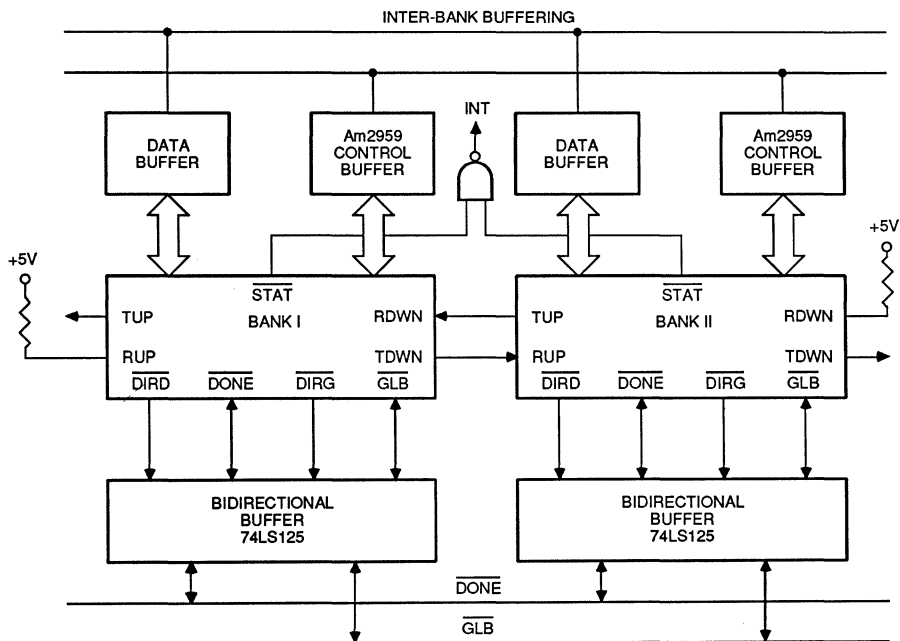 INTER-BANK BUFFERING
INT
DATA
BUFFER
Am2959
CONTROL
BUFFER
DATA
BUFFER
Am2959
CONTROL
BUFFER
+5V
+5V
STAT
BANK I
TUP
RUP
RDWN
TDWN
DIRD
DONE
DIRG
GLB
STAT
BANK II
TUP
RUP
RDWN
TDWN
DIRD
DONE
DIRG
GLB
BIDIRECTIONAL
BUFFER
74LS125
BIDIRECTIONAL
BUFFER
74LS125
DONE
GLB